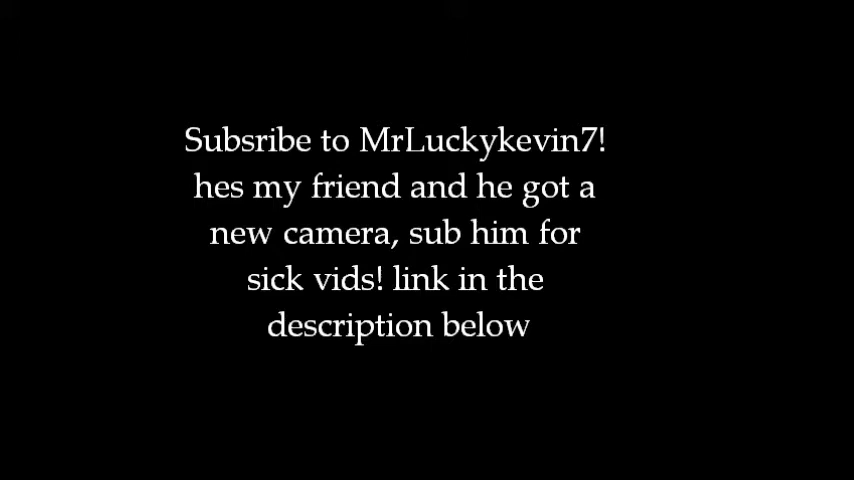 Subsribe to MrLuckykevin7!
hes my friend and he got a
new camera, sub him for
sick vids! link in the
description below